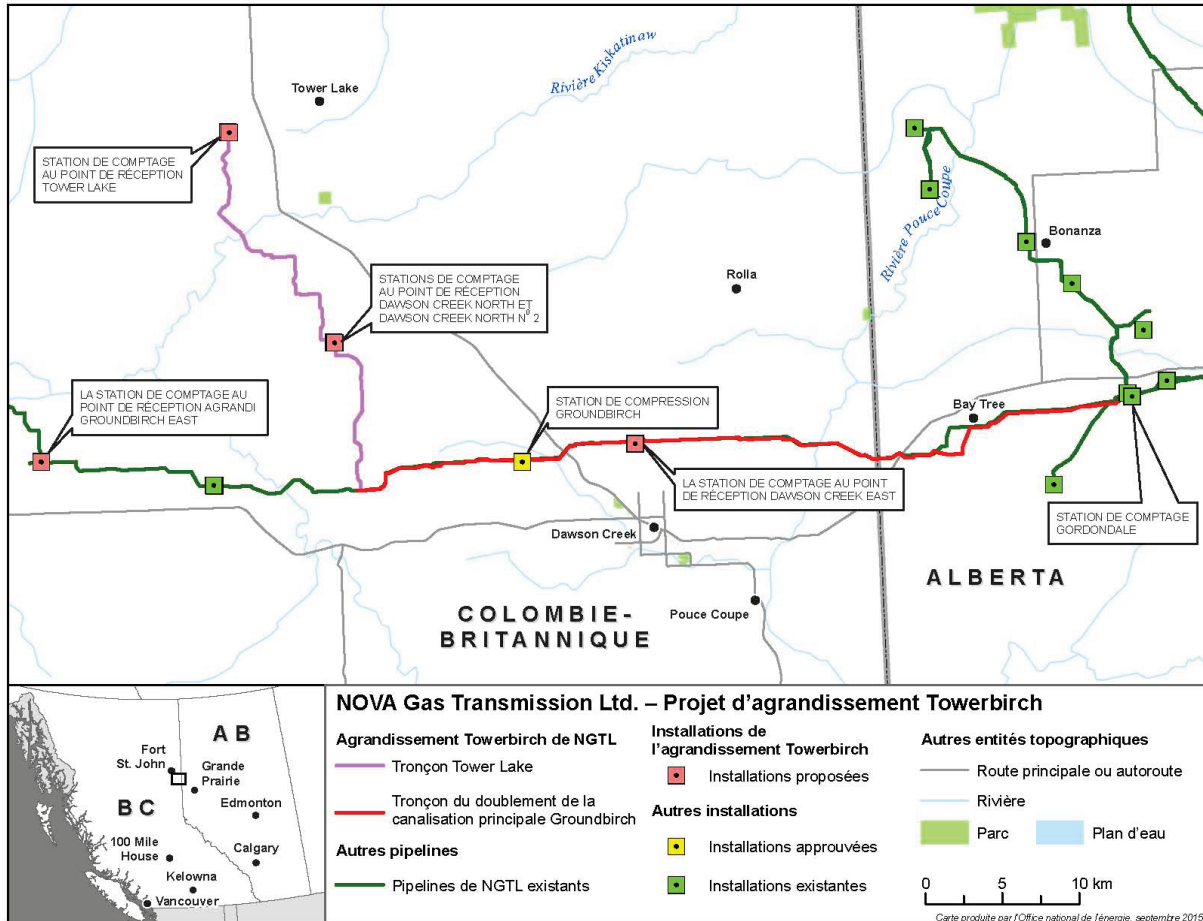 Tower Lake
Rivière Kiskatinaw
STATION DE COMPTAGE
AU POINT DE RÉCEPTION
TOWER LAKE
Rivière Pouce Coupe
Bonanza
STATIONS DE COMPTAGE
AU POINT DE RÉCEPTION
DAWSON CREEK NORTH ET
DAWSON CREEK NORTH Nº 2
Rolla
LA STATION DE COMPTAGE AU
POINT DE RÉCEPTION AGRANDI
GROUNDBIRCH EAST
STATION DE COMPRESSION
GROUNDBIRCH
Bay Tree
LA STATION DE COMPTAGE AU POINT
DE RÉCEPTION DAWSON CREEK EAST
STATION DE COMPTAGE
GORDONDALE
Dawson Creek
ALBERTA
COLOMBIE-
BRITANNIQUE
Pouce Coupe
AB
Fort
St. John
Grande
Prairie
BC
Edmonton
100 Mile
House
Calgary
Kelowna
Vancouver
NOVA Gas Transmission Ltd. – Projet d'agrandissement Towerbirch
Agrandissement Towerbirch de NGTL
Tronçon Tower Lake
Tronçon du doublement de la
canalisation principale Groundbirch
Autres pipelines
Pipelines de NGTL existants
Installations de
l'agrandissement Towerbirch
Installations proposées
Autres installations
Installations approuvées
Installations existantes
Autres entités topographiques
Route principale ou autoroute
Rivière
Parc
Plan d'eau
0 5 10 km
Carte produite par l'Office national de l'énergie, septembre 2015